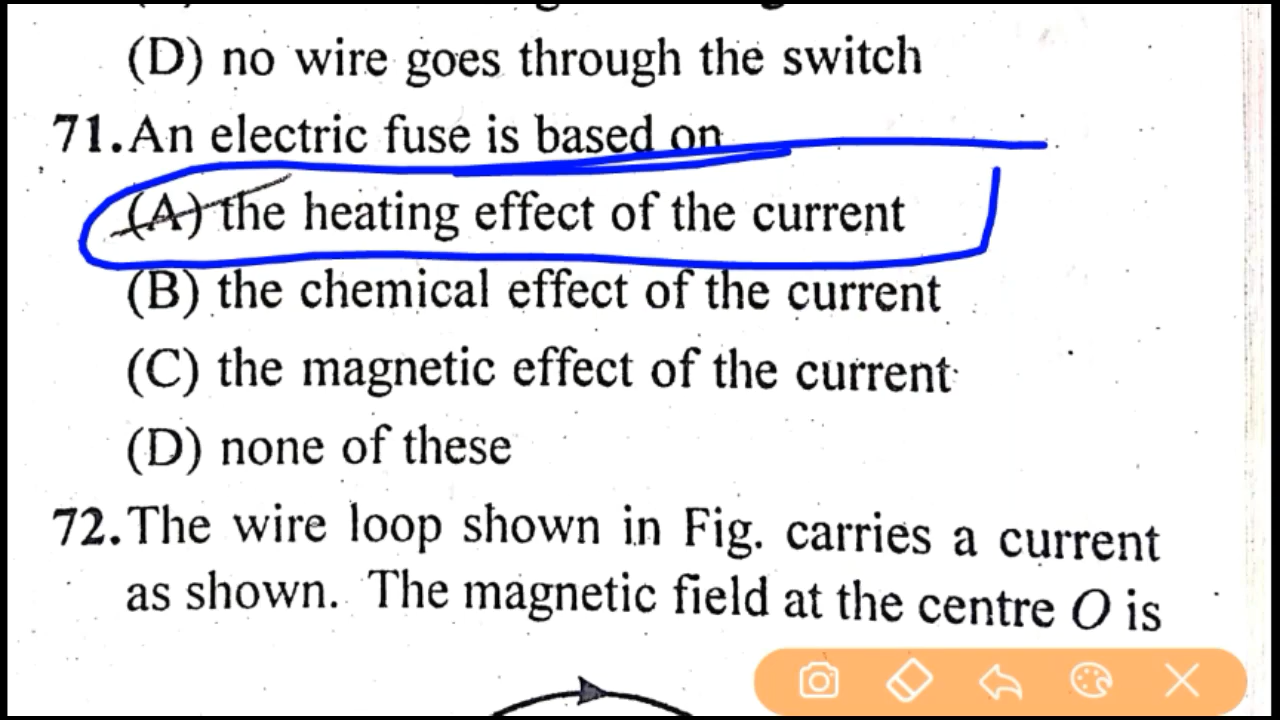 (D) no wire goes through the switch
71. An electric fuse is based on
(A) the heating effect of the current
(B) the chemical effect of the current
(C) the magnetic effect of the current
(D) none of these
72. The wire loop shown in Fig. carries a current
as shown. The magnetic field at the centre O is